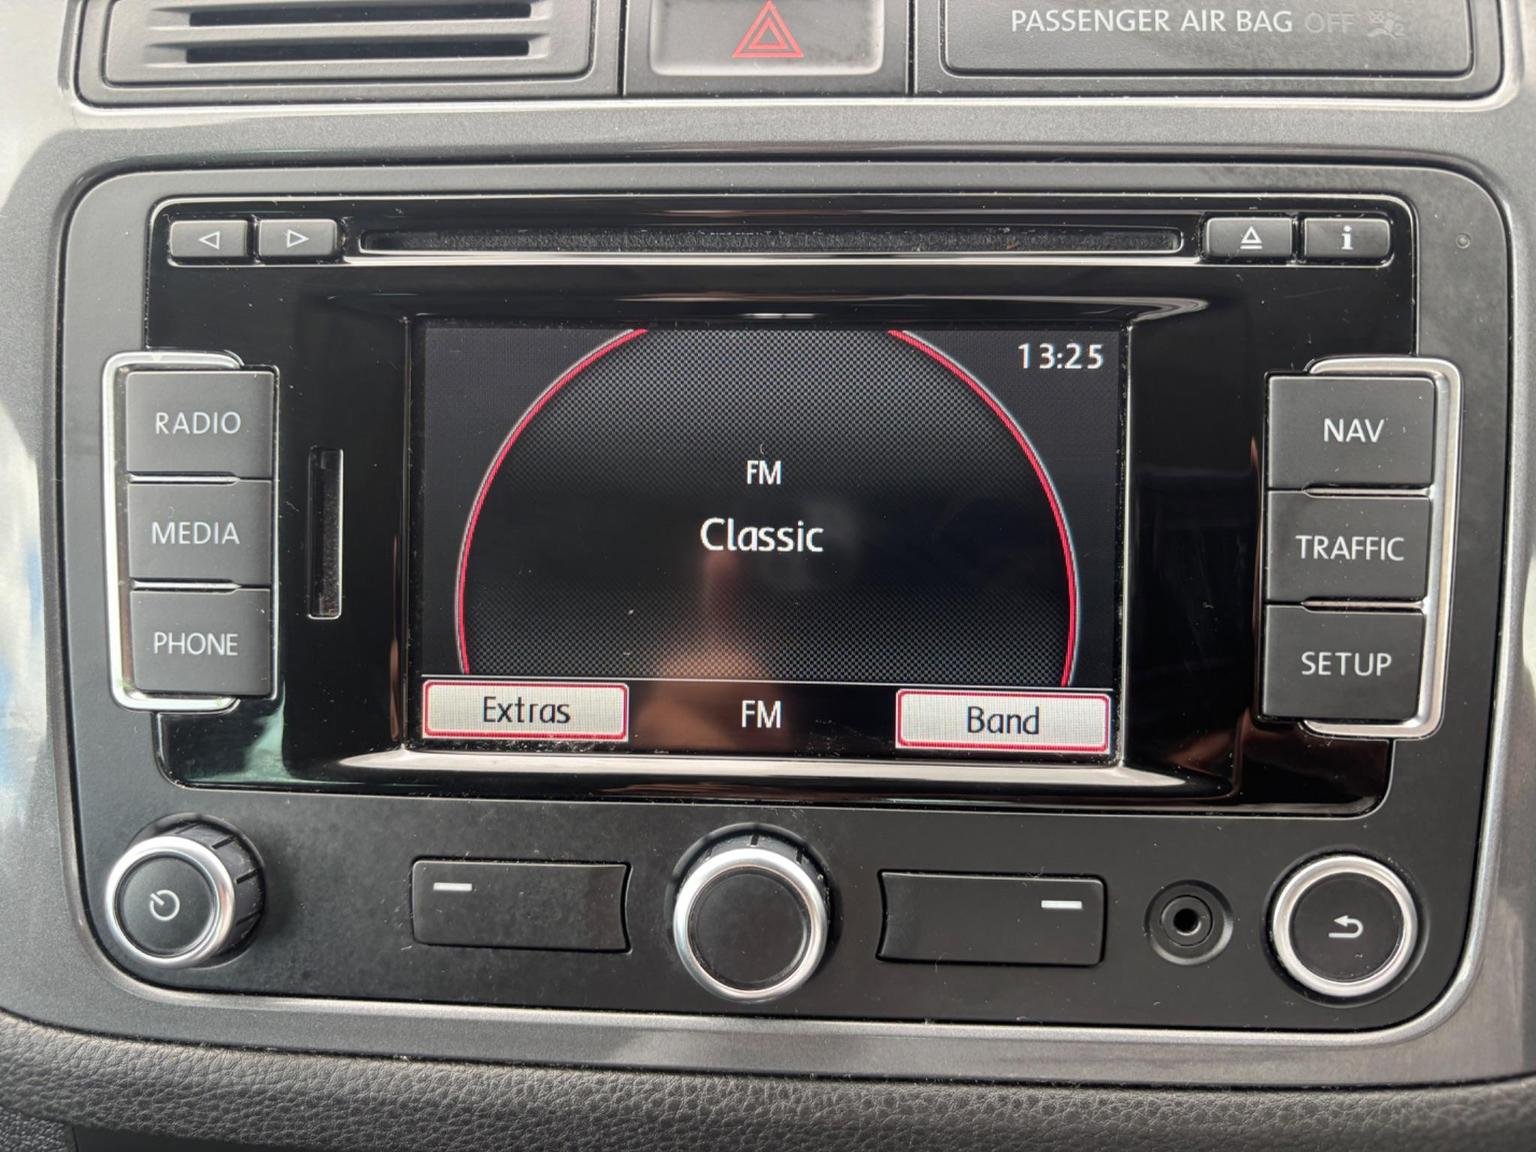 PASSENGER AIR BAG OFF
13:25
RADIO
MEDIA
PHONE
FM
Classic
Extras
FM
Band
NAV
TRAFFIC
SETUP